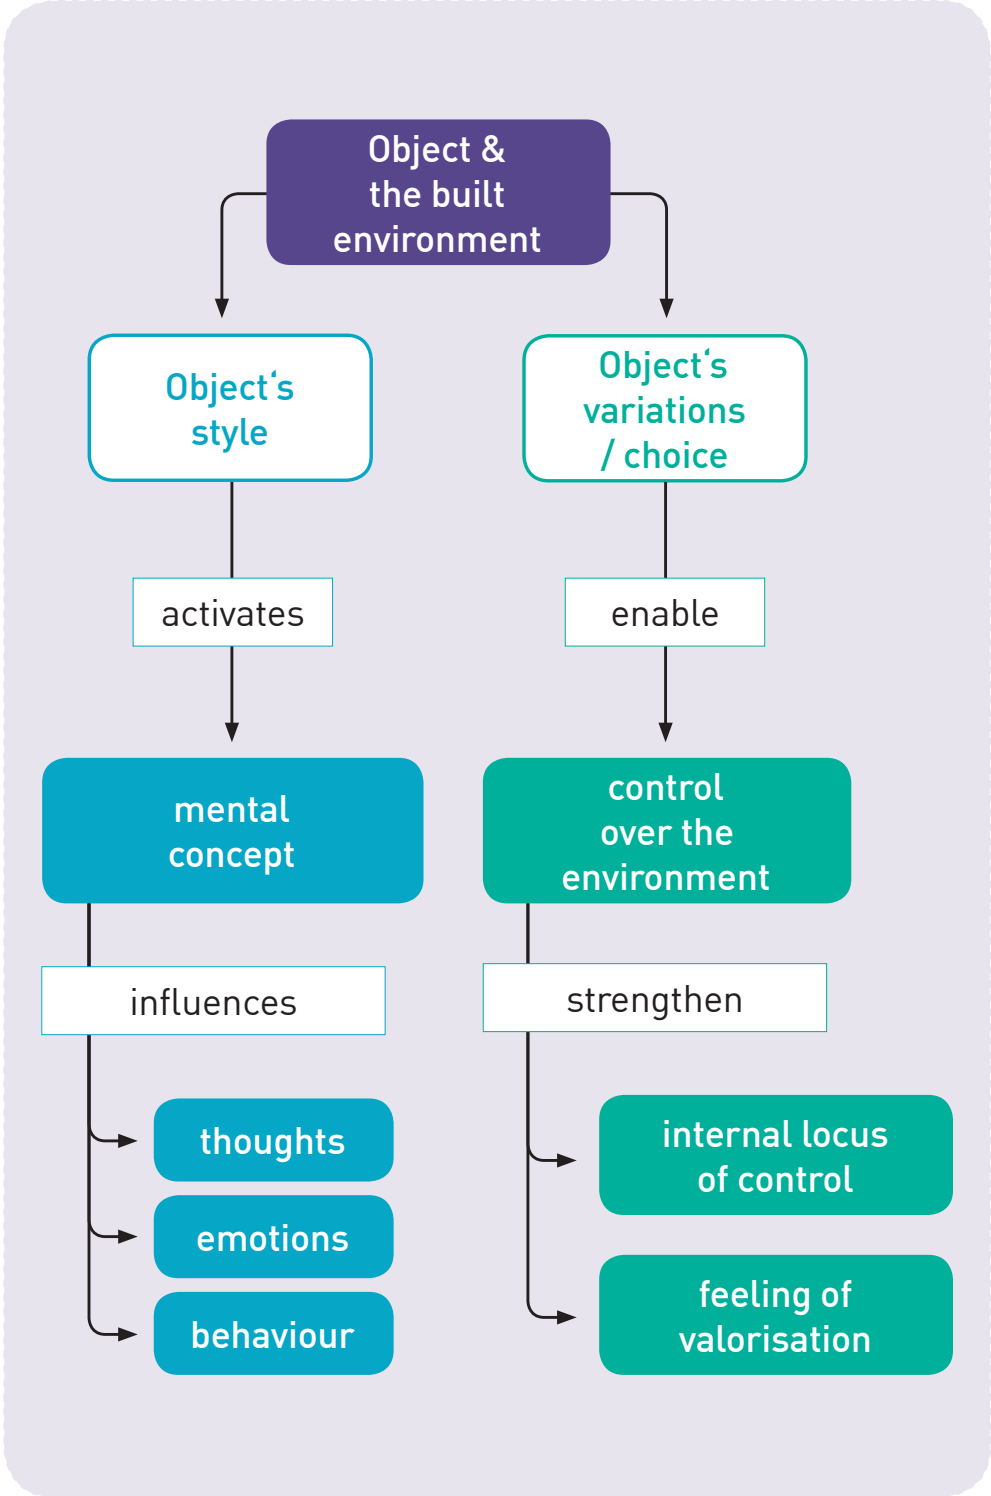 Object &
the built
environment
Object‘s
style
Object‘s
variations
/ choice
activates
enable
mental
concept
control
over the
environment
influences
strengthen
thoughts
emotions
behaviour
internal locus
of control
feeling of
valorisation